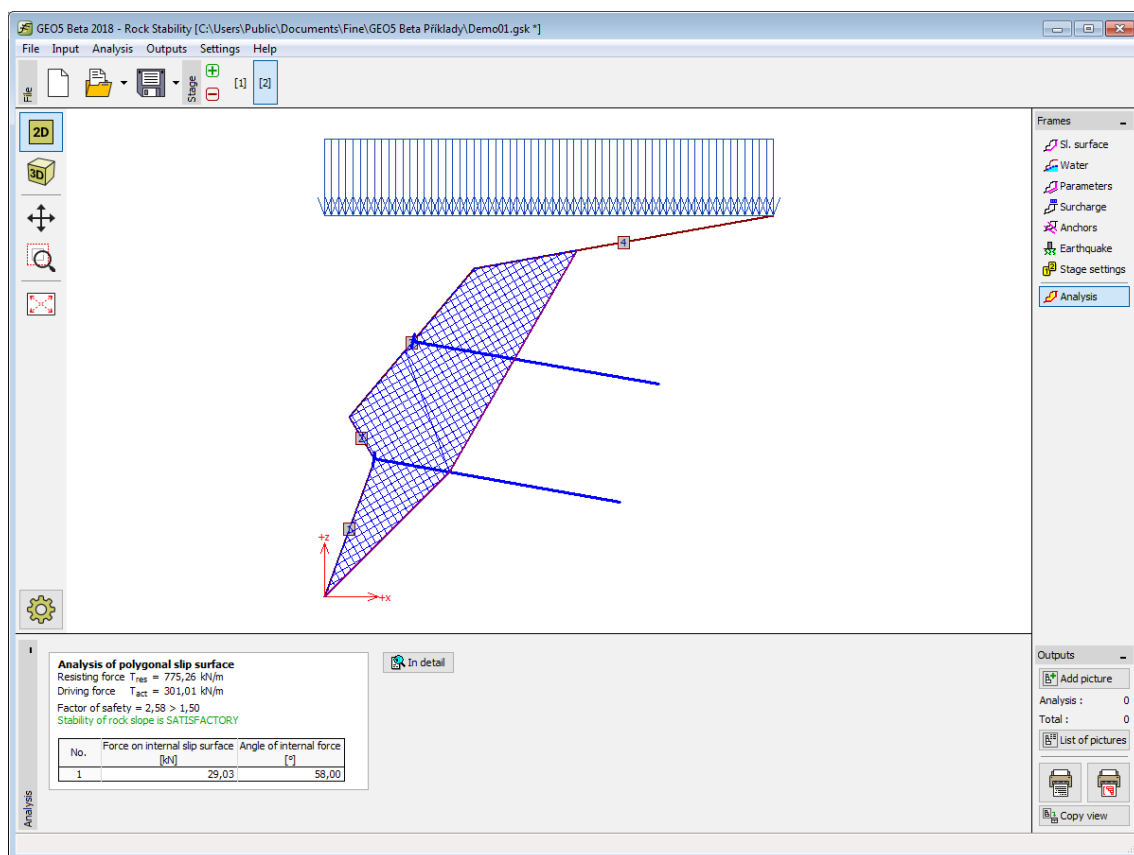 GEO5 Beta 2018 - Rock Stability [C:\Users\Public\Documents\Fine\GEO5 Beta Příklady\Demo01.gsk *]
File Input Analysis Outputs Settings Help
File
Stage
[1] [2]
2D
3D
4
2
1
+z
+x
Frames
Sl. surface
Water
Parameters
Surcharge
Anchors
Earthquake
Stage settings
Analysis
Analysis
Analysis of polygonal slip surface
Resisting force Tres = 775,26 kN/m
Driving force Tact = 301,01 kN/m
Factor of safety = 2,58 > 1,50
Stability of rock slope is SATISFACTORY
No. Force on internal slip surface [kN] Angle of internal force [°]
1 29,03 58,00
In detail
Outputs
Add picture
Analysis : 0
Total : 0
List of pictures
Copy view